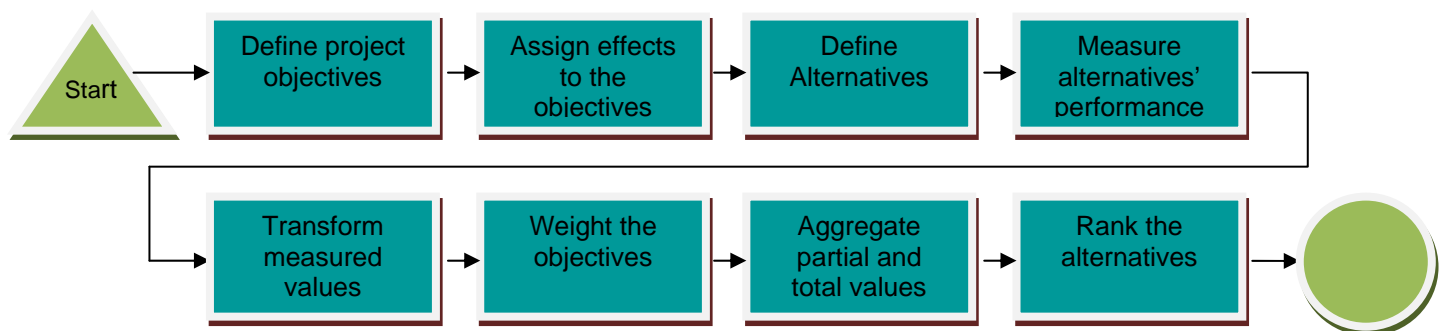 Start
Define project
objectives
Assign effects
to the
objectives
Define
Alternatives
Measure
alternatives’
performance
Transform
measured
values
Weight the
objectives
Aggregate
partial and
total values
Rank the
alternatives